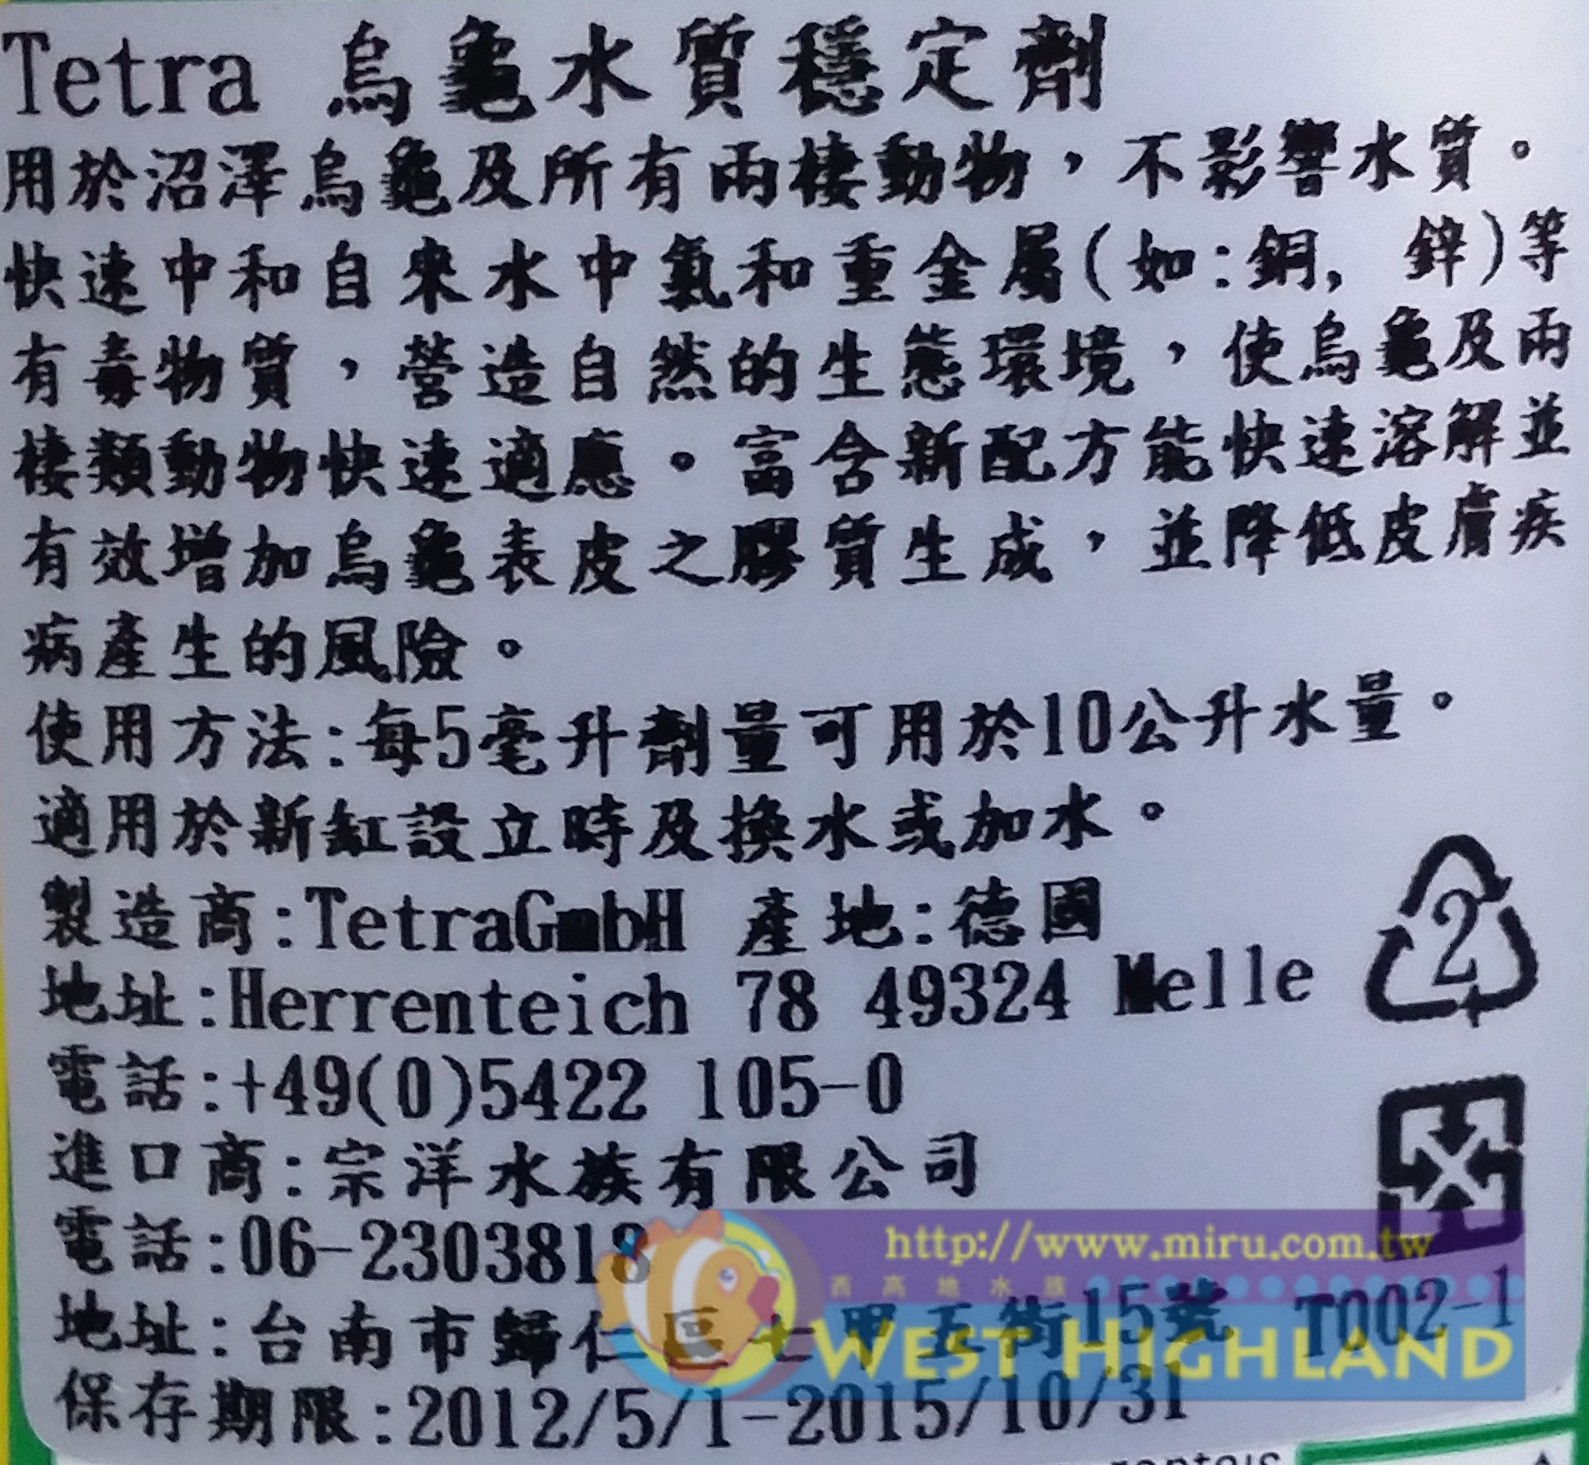 Tetra 烏龜水質穩定劑
用於沼澤烏龜及所有兩棲動物，不影響水質。
快速中和自來水中氯和重金屬(如:銅, 鋅)等
有毒物質，營造自然的生態環境，使烏龜及兩
棲類動物快速適應。富含新配方能快速溶解並
有效增加烏龜表皮之膠質生成，並降低皮膚疾
病產生的風險。
使用方法:每5毫升劑量可用於10公升水量。
適用於新缸設立時及換水或加水。
製造商:TetraGmbH 產地:德國
地址:Herrenteich 78 49324 Melle
電話:+49(0)5422 105-0
進口商:宗洋水族有限公司
電話:06-2303818
地址:台南市歸仁區七甲五街15號 T002-1
保存期限:2012/5/1-2015/10/31
2
http://www.miru.com.tw
西高地水族
WEST HIGHLAND